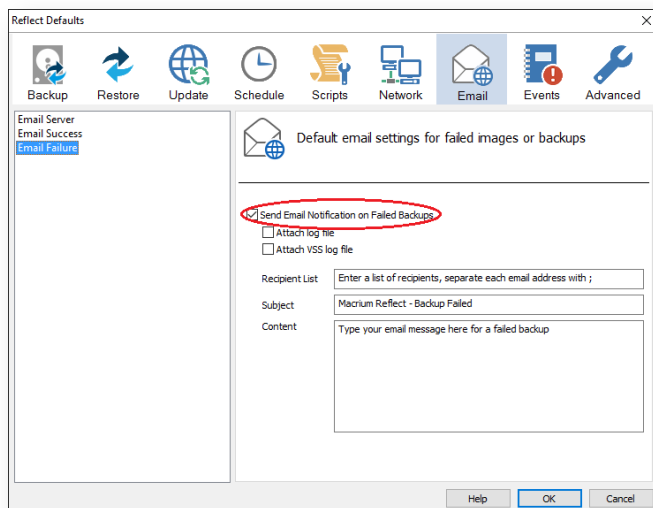 Reflect Defaults
Backup Restore Update Schedule Scripts Network Email Events Advanced
Email Server
Email Success
Email Failure
Default email settings for failed images or backups
Send Email Notification on Failed Backups
Attach log file
Attach VSS log file
Recipient List Enter a list of recipients, separate each email address with ;
Subject Macrium Reflect - Backup Failed
Content Type your email message here for a failed backup
Help OK Cancel